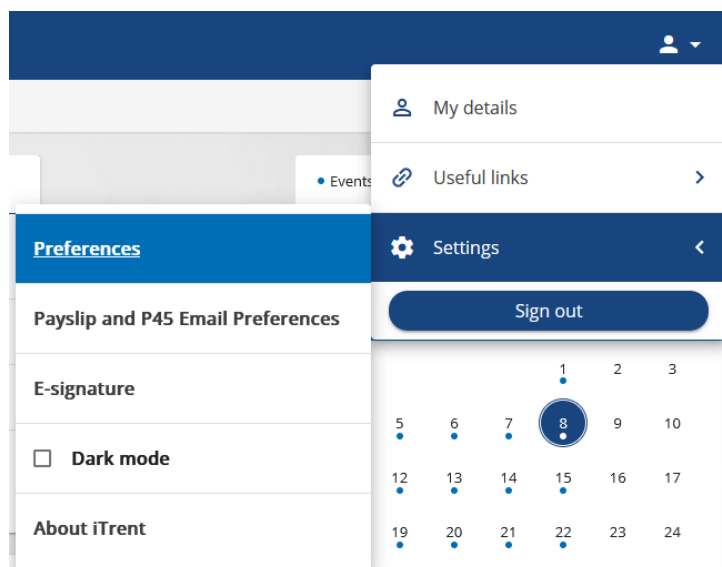 My details
Useful links
Settings
Sign out
Events
Preferences
Payslip and P45 Email Preferences
E-signature
Dark mode
About iTrent
1 2 3
5 6 7 8 9 10
12 13 14 15 16 17
19 20 21 22 23 24